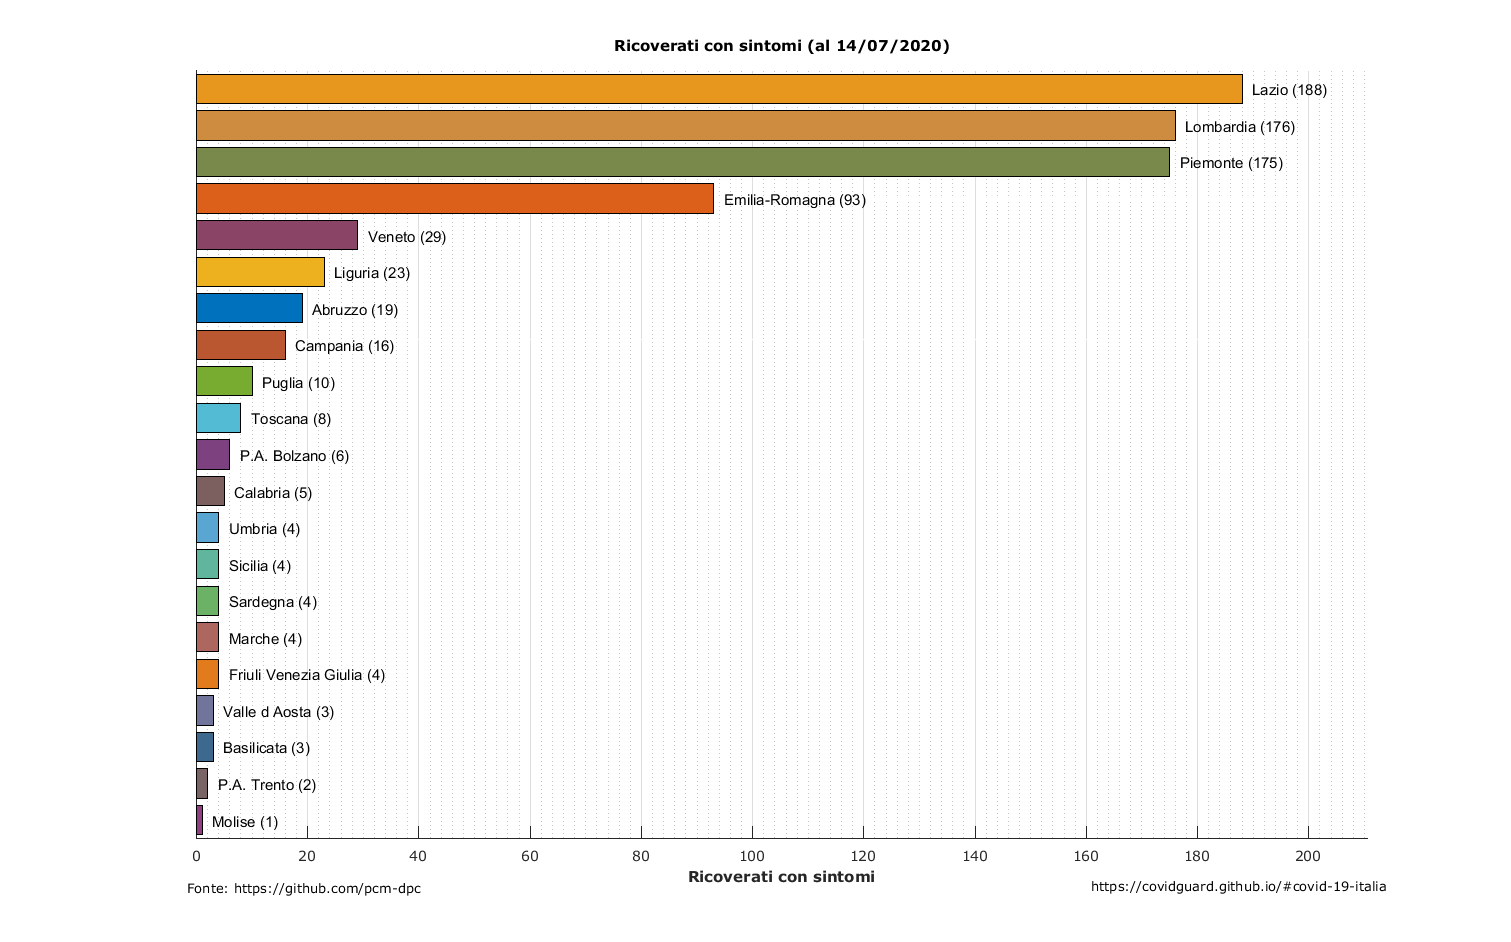 Ricoverati con sintomi (al 14/07/2020)
Lazio (188)
Lombardia (176)
Piemonte (175)
Emilia-Romagna (93)
Veneto (29)
Liguria (23)
Abruzzo (19)
Campania (16)
Puglia (10)
Toscana (8)
P.A. Bolzano (6)
Calabria (5)
Umbria (4)
Sicilia (4)
Sardegna (4)
Marche (4)
Friuli Venezia Giulia (4)
Valle d Aosta (3)
Basilicata (3)
P.A. Trento (2)
Molise (1)
0 20 40 60 80 100 120 140 160 180 200
Ricoverati con sintomi
Fonte: https://github.com/pcm-dpc
https://covidguard.github.io/#covid-19-italia